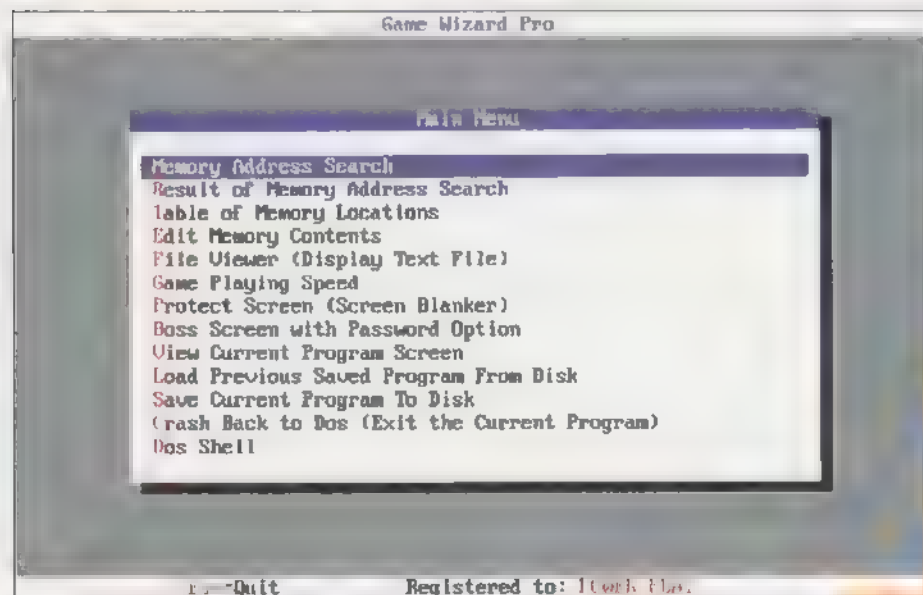 Game Wizard Pro
Main Menu
Memory Address Search
Result of Memory Address Search
Table of Memory Locations
Edit Memory Contents
File Viewer (Display Text File)
Game Playing Speed
Protect Screen (Screen Blanker)
Boss Screen with Password Option
View Current Program Screen
Load Previous Saved Program From Disk
Save Current Program To Disk
Crash Back to Dos (Exit the Current Program)
Dos Shell
Quit
Registered to: